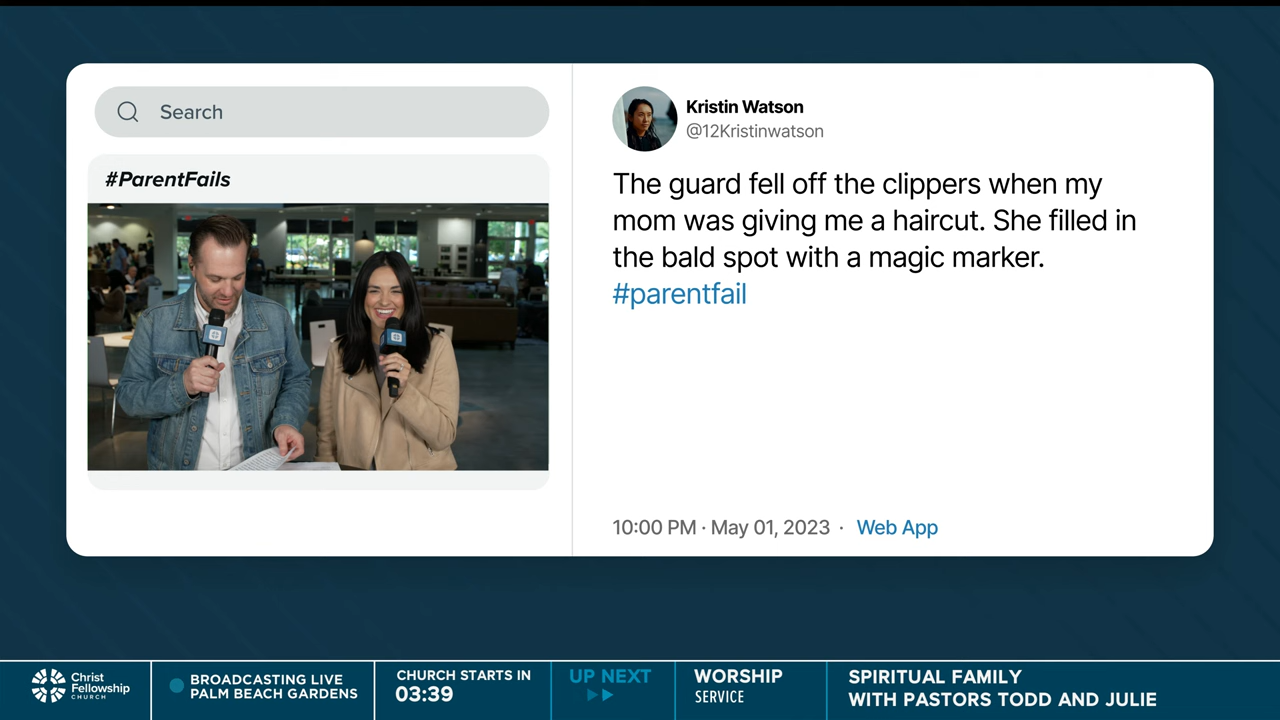 Search
#ParentFails
Kristin Watson
@12Kristinwatson
The guard fell off the clippers when my
mom was giving me a haircut. She filled in
the bald spot with a magic marker.
#parentfail
10:00 PM · May 01, 2023 · Web App
Christ
Fellowship
CHURCH
BROADCASTING LIVE
PALM BEACH GARDENS
CHURCH STARTS IN
03:39
UP NEXT
WORSHIP
SERVICE
SPIRITUAL FAMILY
WITH PASTORS TODD AND JULIE